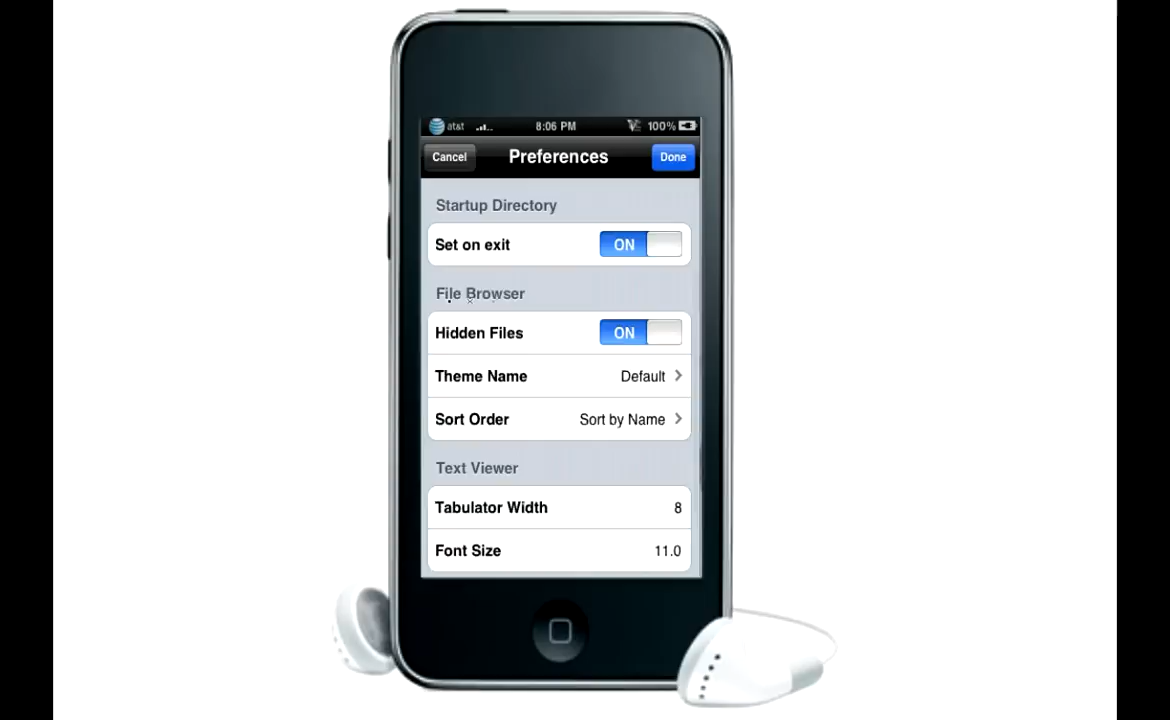 at&t 8:06 PM 100%
Cancel Preferences Done
Startup Directory
Set on exit ON
File Browser
Hidden Files ON
Theme Name Default
Sort Order Sort by Name
Text Viewer
Tabulator Width 8
Font Size 11.0